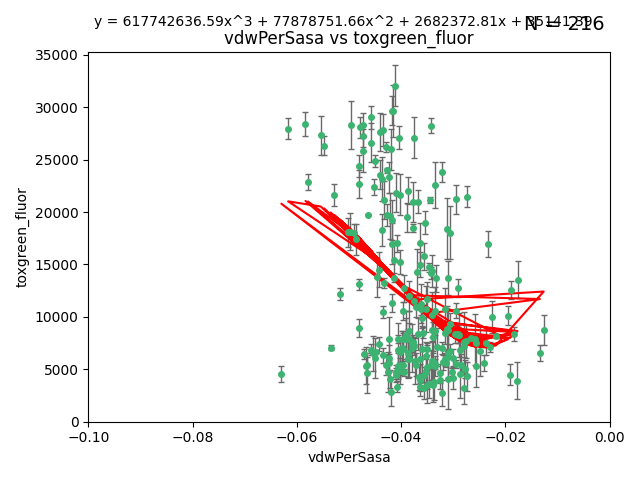 y = 617742636.59x^3 + 77878751.66x^2 + 2682372.81x +
N = 216
vdwPerSasa vs toxgreen_fluor
35000
30000
25000
20000
15000
10000
5000
0
toxgreen_fluor
−0.10 −0.08 −0.06 −0.04 −0.02 0.00
vdwPerSasa